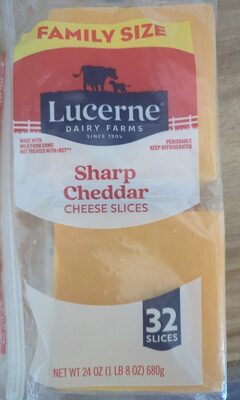 FAMILY SIZE
Lucerne®
DAIRY FARMS
SINCE 1904
MADE WITH
MILK FROM COWS
NOT TREATED WITH rBST**
PERISHABLE
KEEP REFRIGERATED
Sharp
Cheddar
CHEESE SLICES
32
SLICES
NET WT 24 OZ (1 LB 8 OZ) 680g